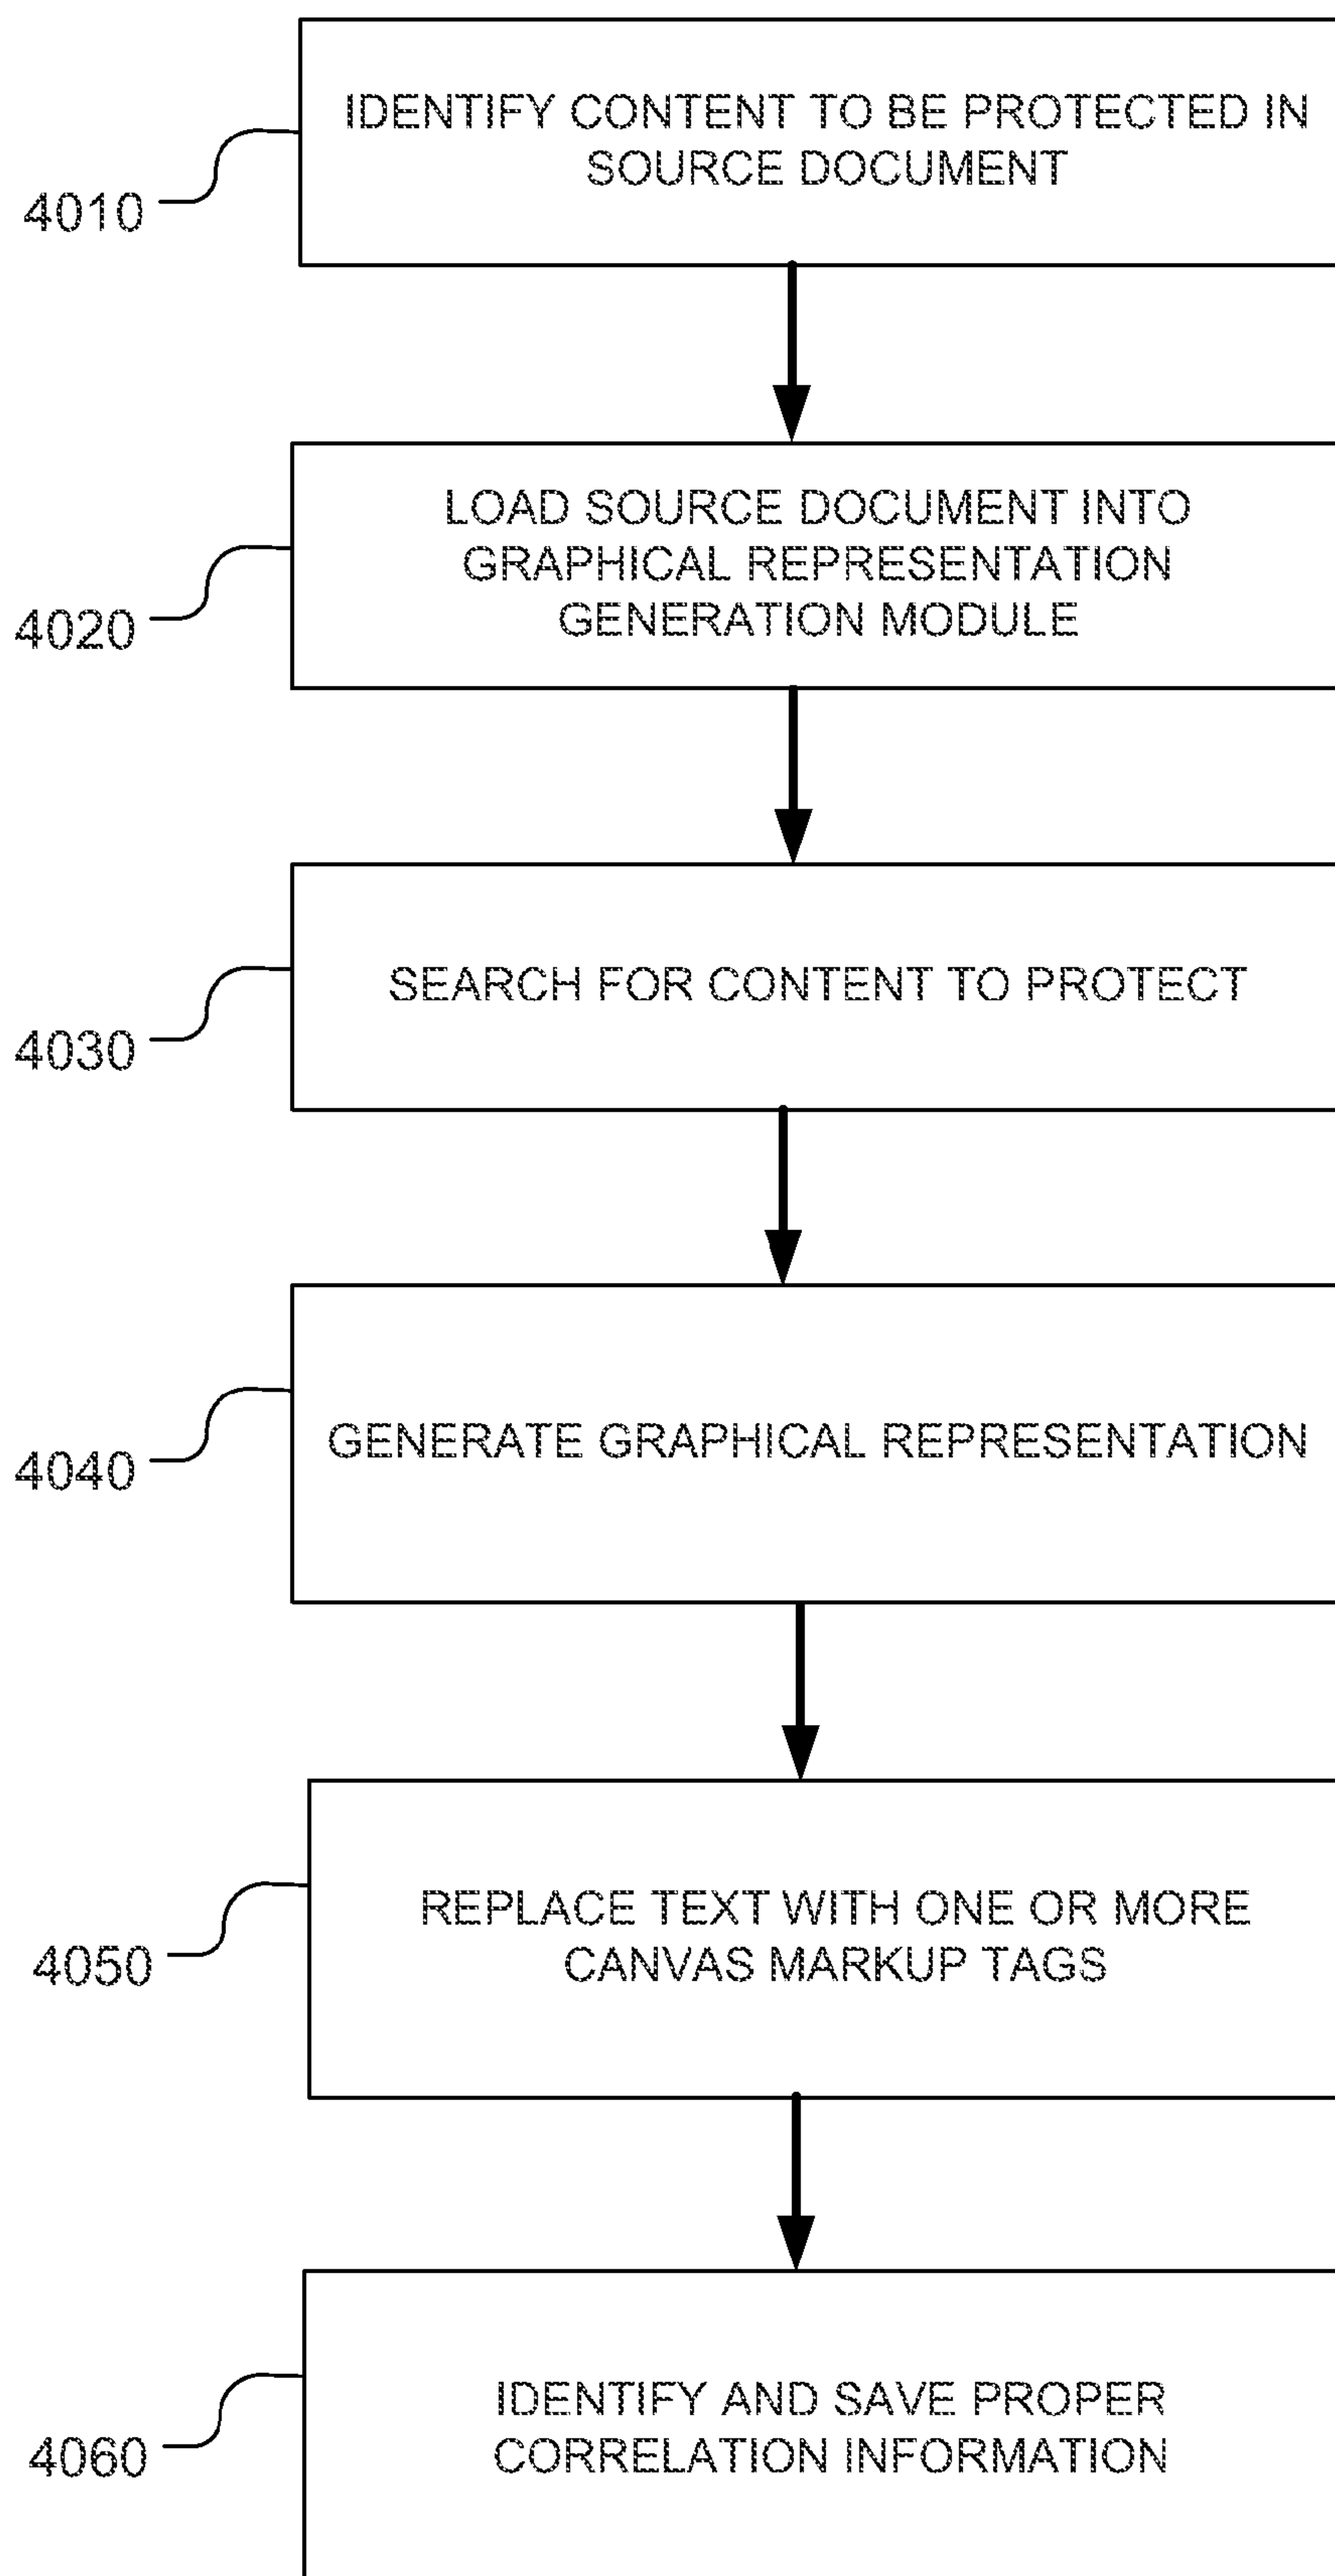 IDENTIFY CONTENT TO BE PROTECTED IN
SOURCE DOCUMENT
4010
LOAD SOURCE DOCUMENT INTO
GRAPHICAL REPRESENTATION
GENERATION MODULE
4020
SEARCH FOR CONTENT TO PROTECT
4030
GENERATE GRAPHICAL REPRESENTATION
4040
REPLACE TEXT WITH ONE OR MORE
CANVAS MARKUP TAGS
4050
IDENTIFY AND SAVE PROPER
CORRELATION INFORMATION
4060